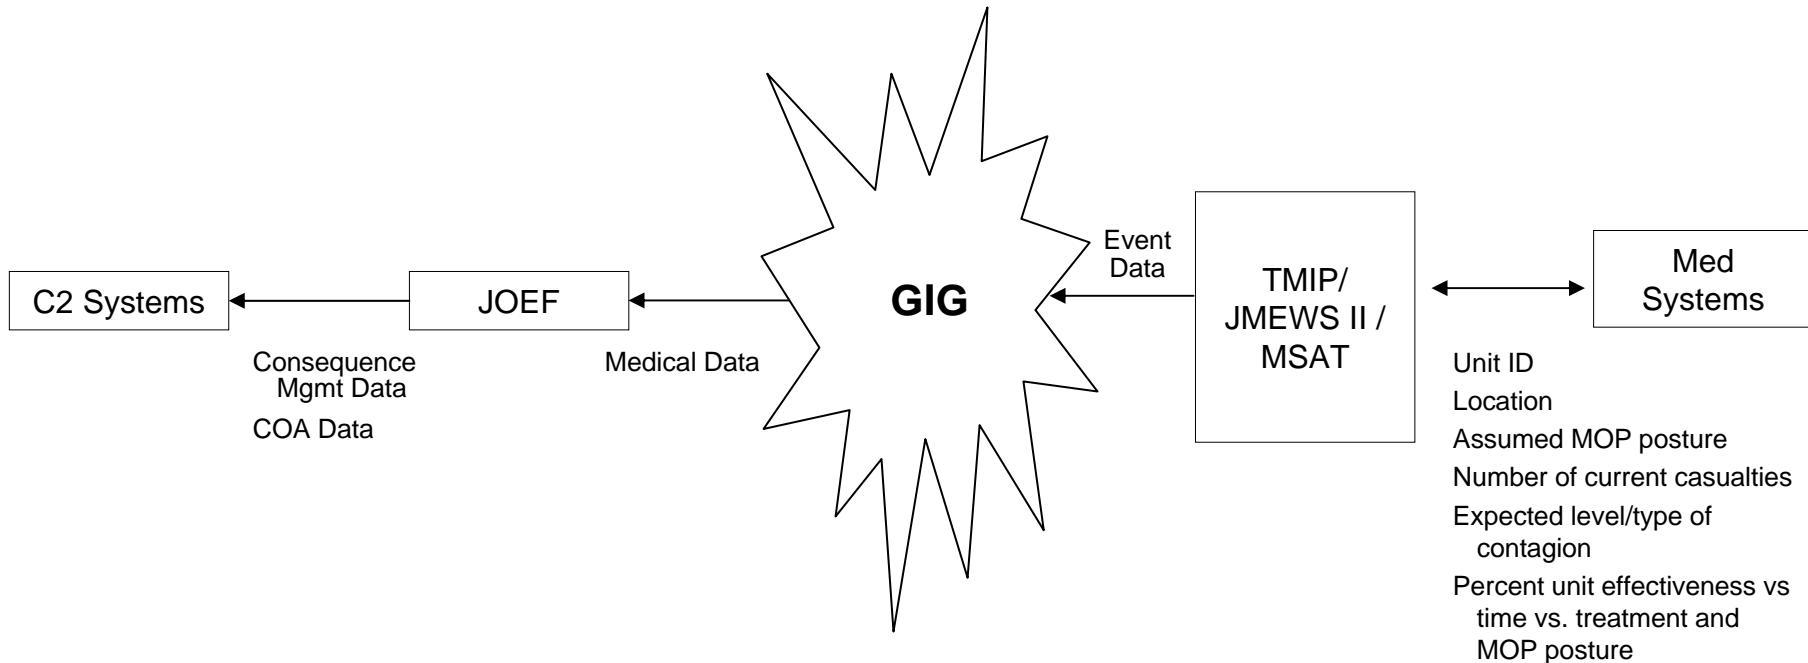 C2 Systems
Consequence
Mgmt Data
COA Data
JOEF
Medical Data
GIG
Event
Data
TMIP/
JMEWS II /
MSAT
Med
Systems
Unit ID
Location
Assumed MOP posture
Number of current casualties
Expected level/type of
contagion
Percent unit effectiveness vs
time vs. treatment and
MOP posture